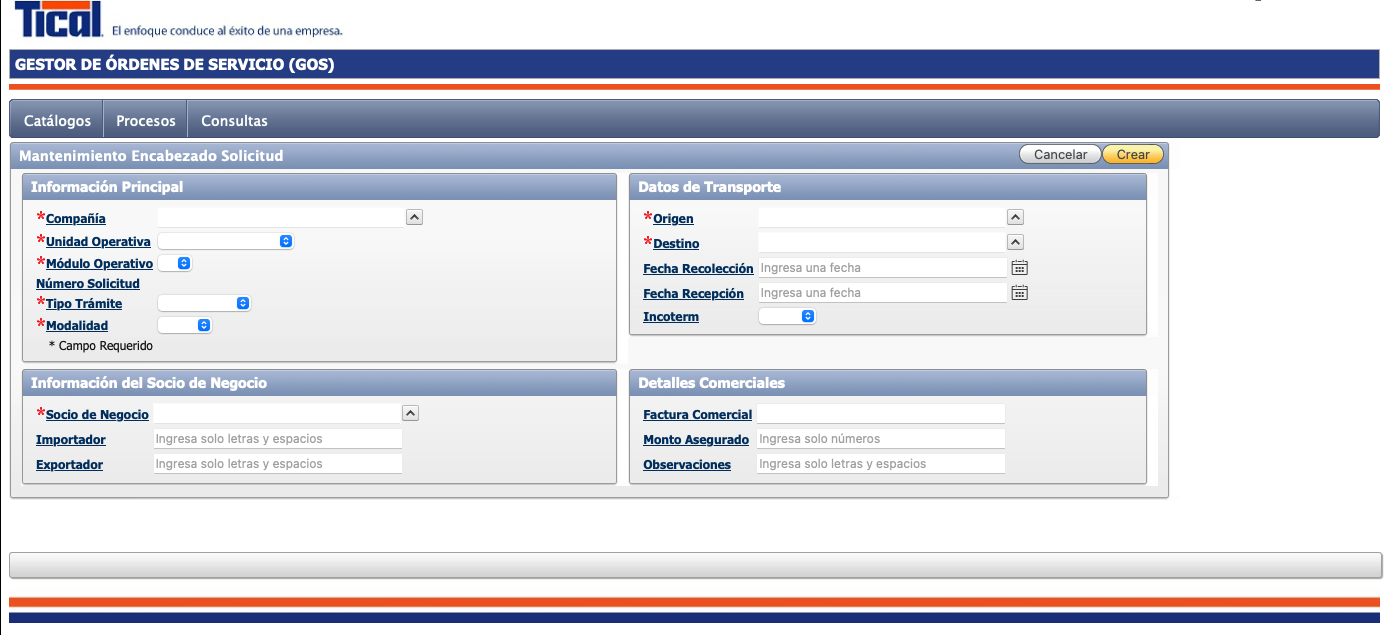 Tical El enfoque conduce al éxito de una empresa.
GESTOR DE ÓRDENES DE SERVICIO (GOS)
Catálogos Procesos Consultas
Mantenimiento Encabezado Solicitud Cancelar Crear
Información Principal
*Compañía
*Unidad Operativa
*Módulo Operativo
Número Solicitud
*Tipo Trámite
*Modalidad
* Campo Requerido
Datos de Transporte
*Origen
*Destino
Fecha Recolección Ingresa una fecha
Fecha Recepción Ingresa una fecha
Incoterm
Información del Socio de Negocio
*Socio de Negocio
Importador Ingresa solo letras y espacios
Exportador Ingresa solo letras y espacios
Detalles Comerciales
Factura Comercial
Monto Asegurado Ingresa solo números
Observaciones Ingresa solo letras y espacios